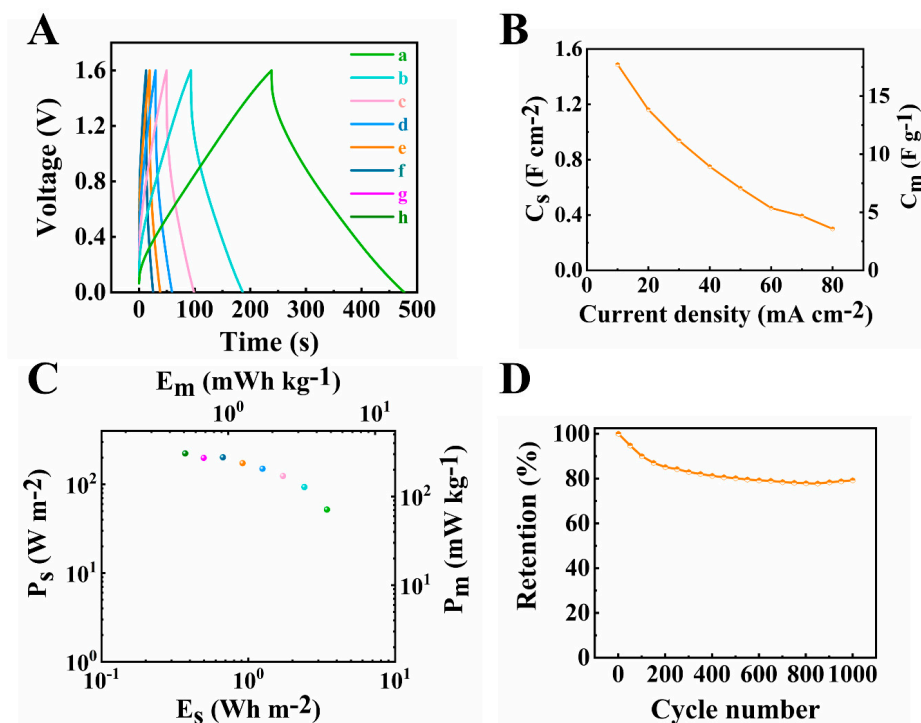 A
Voltage (V)
1.6
1.2
0.8
0.4
0.0
0 100 200 300 400 500
Time (s)
a
b
c
d
e
f
g
h
B
Cs (F cm-2)
1.6
1.2
0.8
0.4
0.0
0 20 40 60 80
Current density (mA cm-2)
15
10
5
0
Cm (F g-1)
C
Em (mWh kg-1)
10^0 10^1
Ps (W m-2)
10^2
10^1
10^0
10^-1 10^0 10^1
Es (Wh m-2)
10^2
10^1
Pm (mW kg-1)
D
Retention (%)
100
80
60
40
20
0
0 200 400 600 800 1000
Cycle number